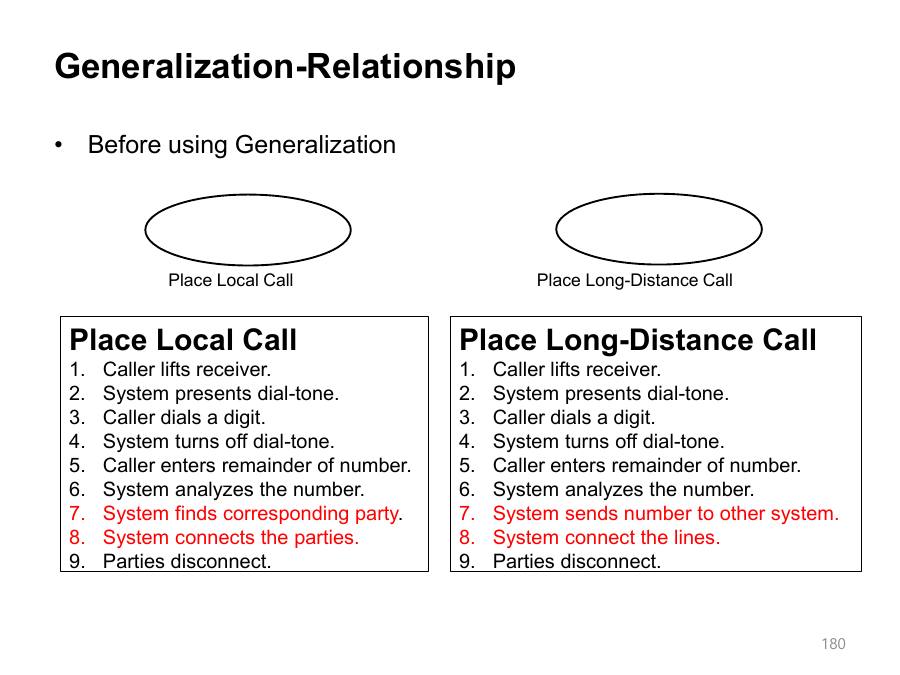 Generalization-Relationship
• Before using Generalization
Place Local Call
Place Long-Distance Call
Place Local Call
1. Caller lifts receiver.
2. System presents dial-tone.
3. Caller dials a digit.
4. System turns off dial-tone.
5. Caller enters remainder of number.
6. System analyzes the number.
7. System finds corresponding party.
8. System connects the parties.
9. Parties disconnect.
Place Long-Distance Call
1. Caller lifts receiver.
2. System presents dial-tone.
3. Caller dials a digit.
4. System turns off dial-tone.
5. Caller enters remainder of number.
6. System analyzes the number.
7. System sends number to other system.
8. System connect the lines.
9. Parties disconnect.
180